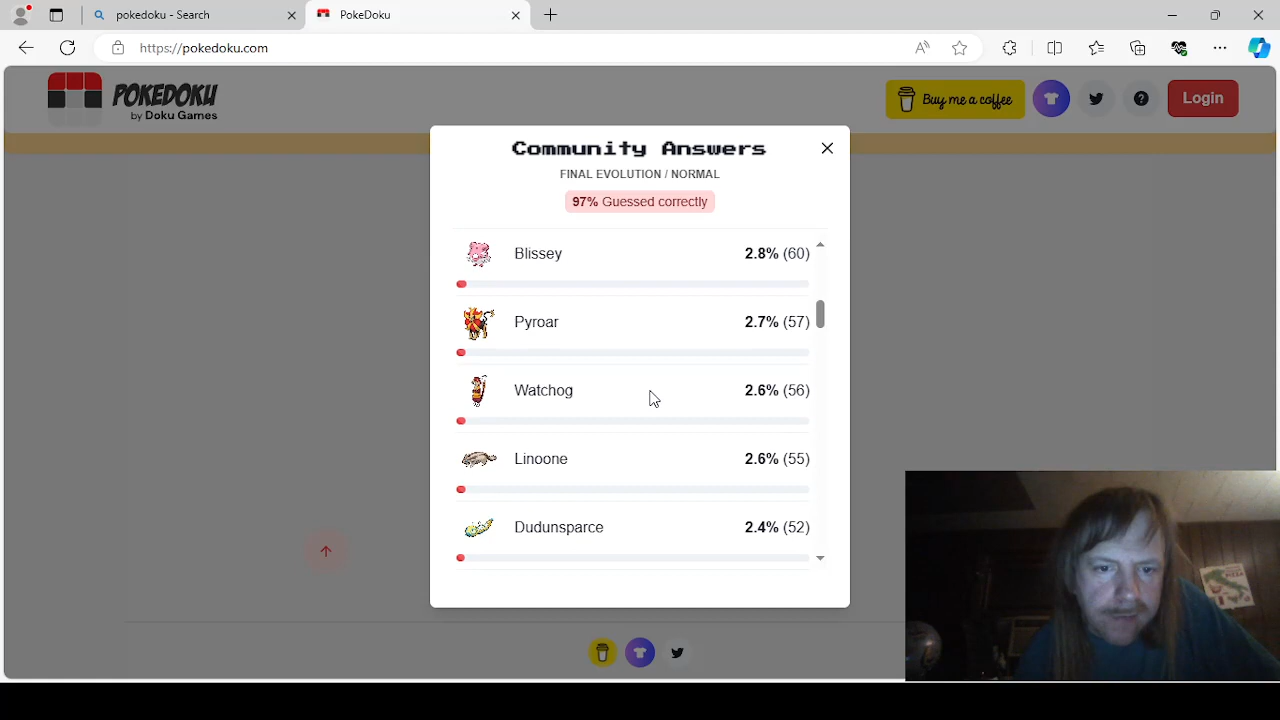 pokedoku - Search
PokeDoku
https://pokedoku.com
POKEDOKU
by Doku Games
Buy me a coffee
Login
Community Answers
FINAL EVOLUTION / NORMAL
97% Guessed correctly
Blissey 2.8% (60)
Pyroar 2.7% (57)
Watchog 2.6% (56)
Linoone 2.6% (55)
Dudunsparce 2.4% (52)